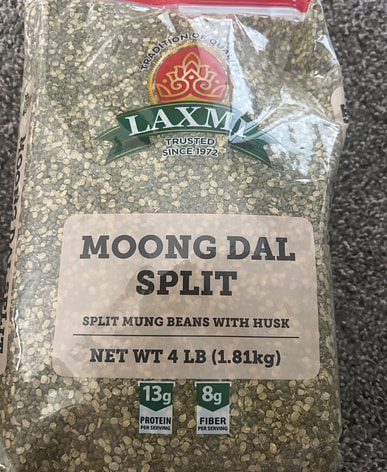 TRADITION OF QUALITY
LAXMI
TRUSTED
SINCE 1972
MOONG DAL
SPLIT
SPLIT MUNG BEANS WITH HUSK
NET WT 4 LB (1.81kg)
13g
PROTEIN
PER SERVING
8g
FIBER
PER SERVING